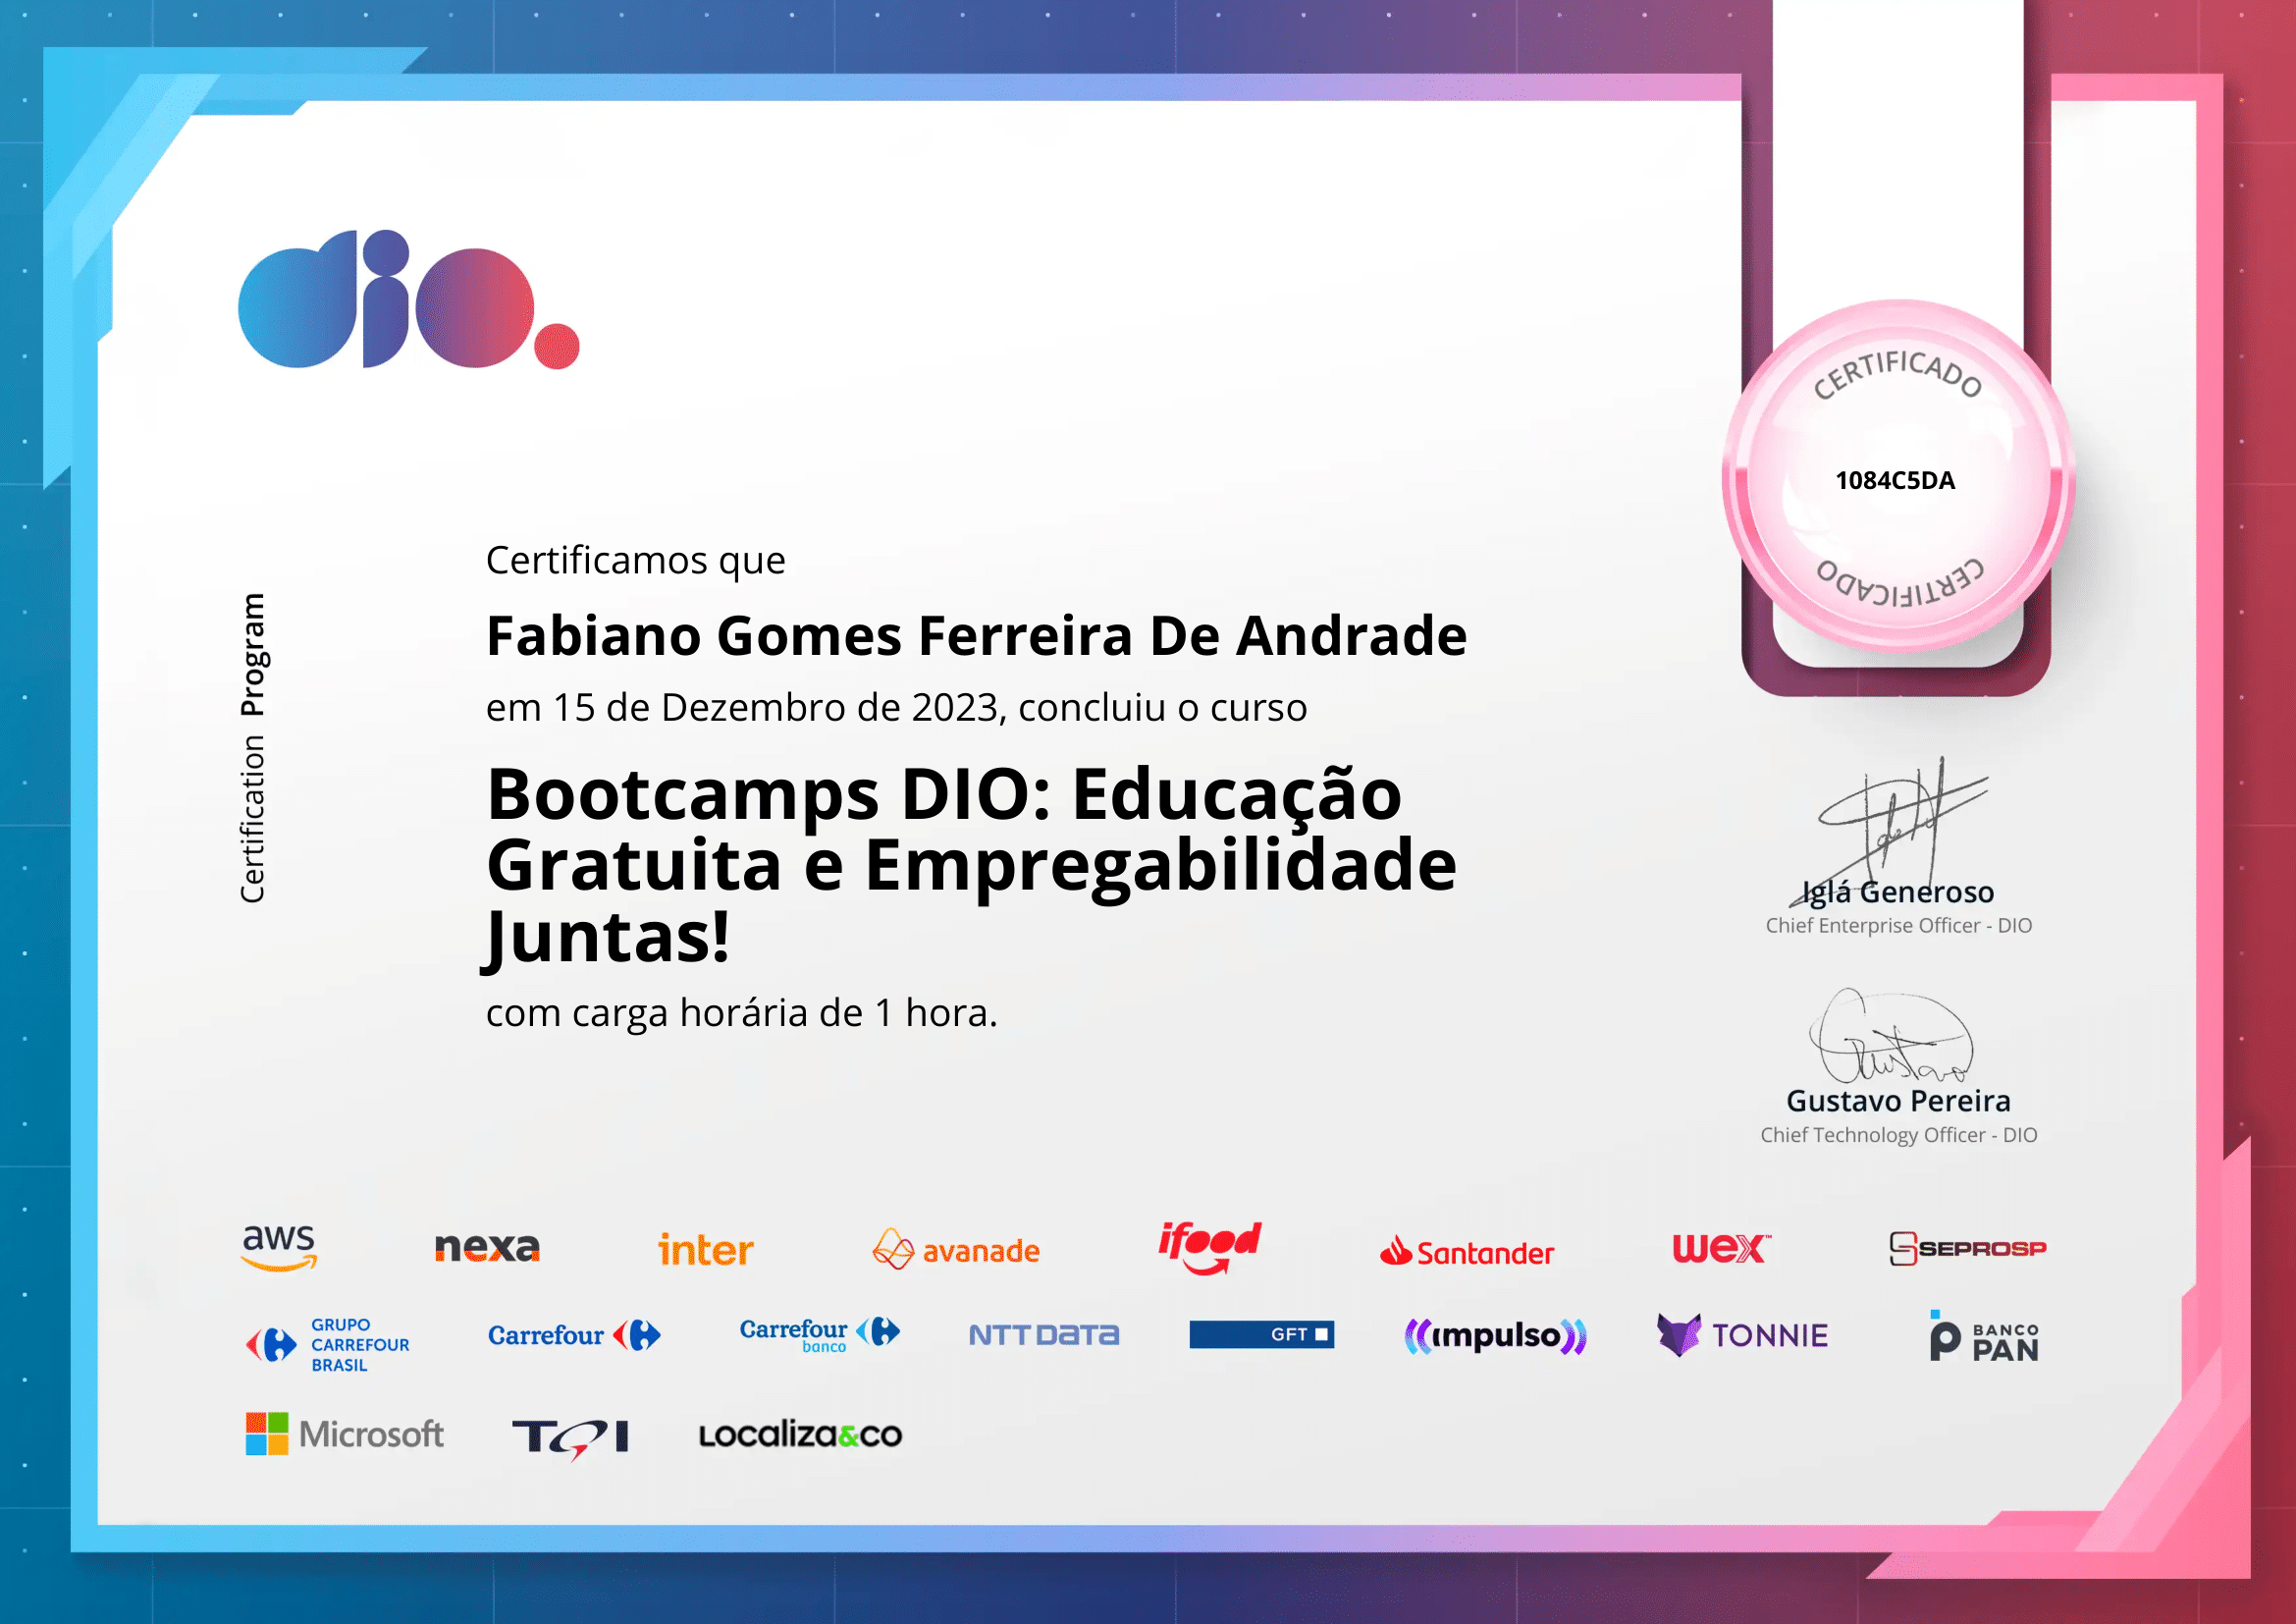 dio.
CERTIFICADO
1084C5DA
CERTIFICADO
Certification Program
Certificamos que
Fabiano Gomes Ferreira De Andrade
em 15 de Dezembro de 2023, concluiu o curso
Bootcamps DIO: Educação
Gratuita e Empregabilidade
Juntas!
com carga horária de 1 hora.
Iglá Generoso
Chief Enterprise Officer - DIO
Gustavo
Gustavo Pereira
Chief Technology Officer - DIO
aws
nexa
inter
avanade
ifood
Santander
wex™
SEPROSP
GRUPO
CARREFOUR
BRASIL
Carrefour
Carrefour
banco
NTT DATA
GFT
impulso
TONNIE
BANCO
PAN
Microsoft
TQI
Localiza&co